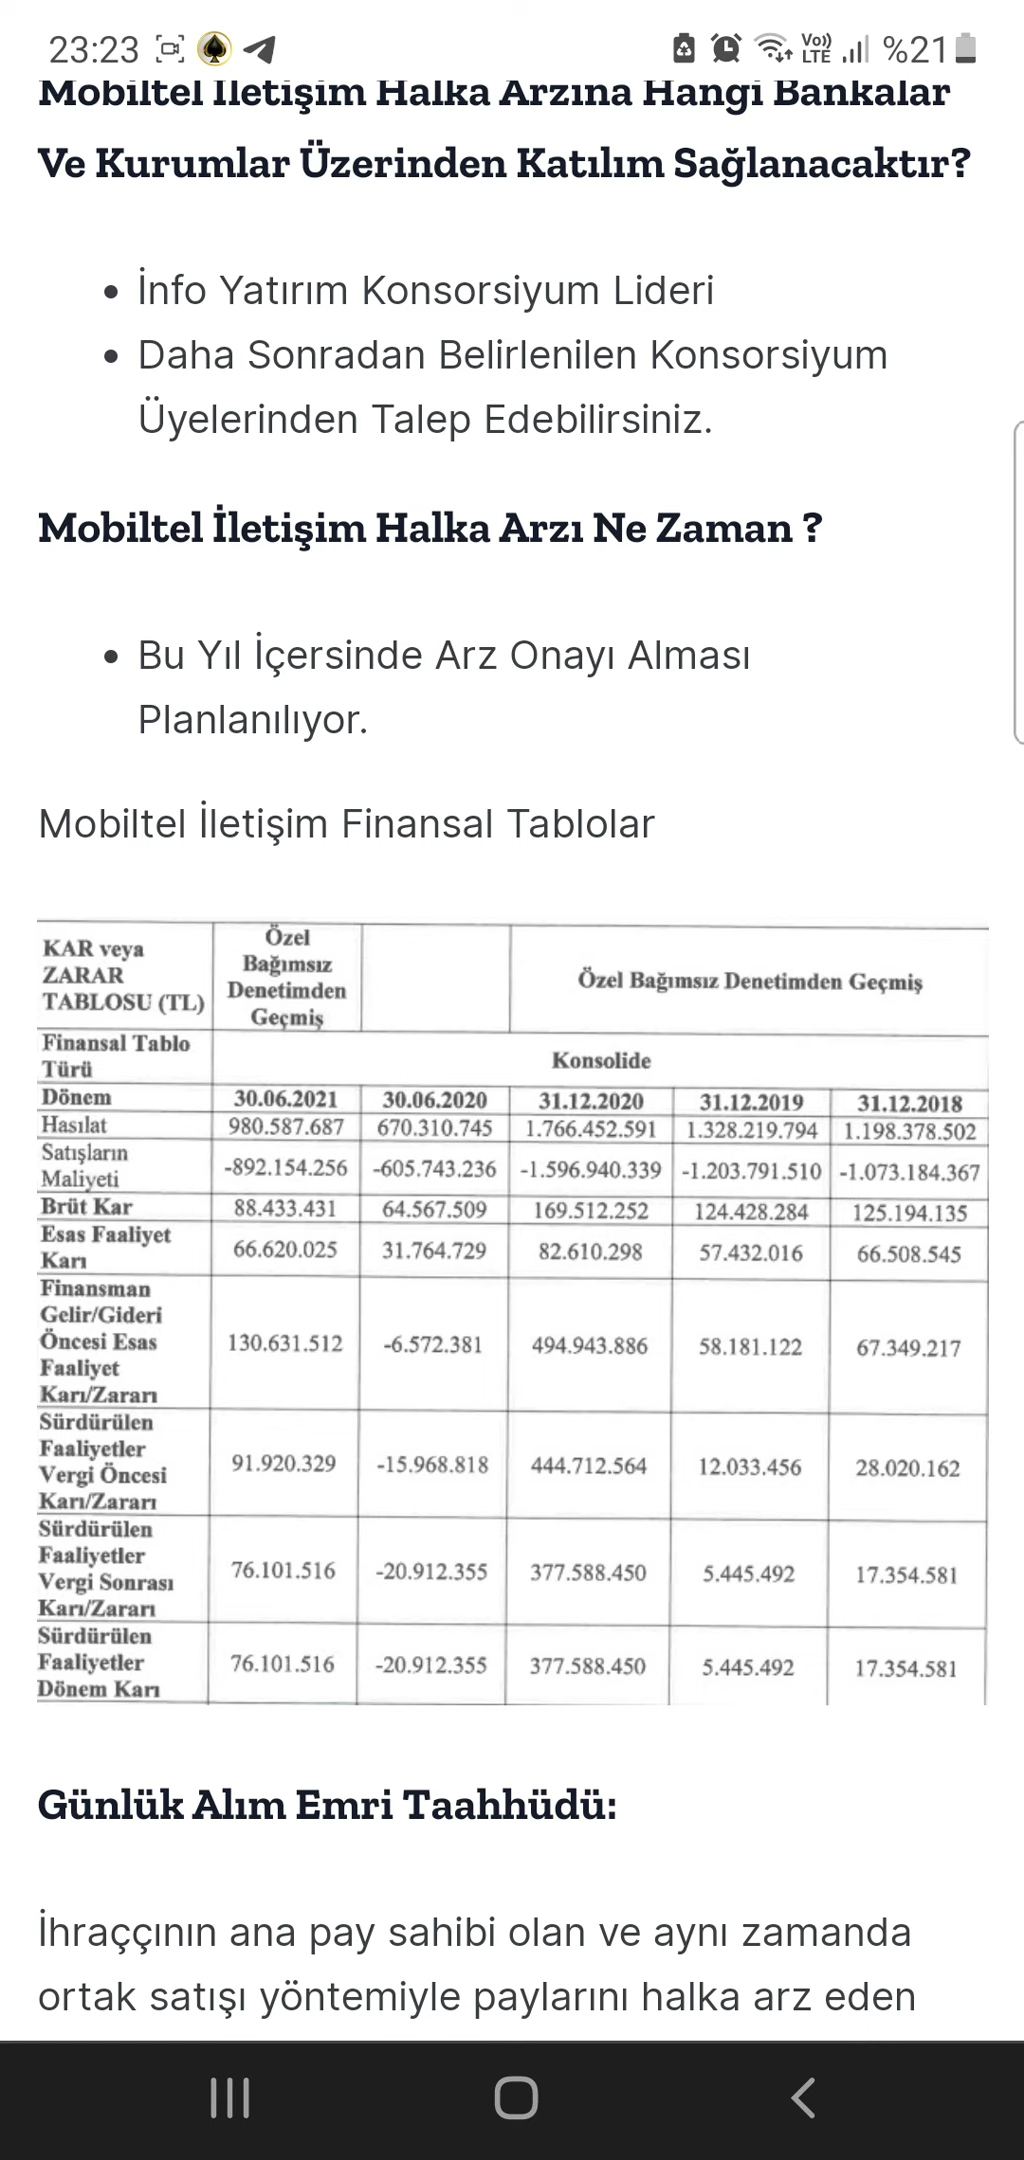 23:23 Vo)) LTE %21
Mobiltel İletişim Halka Arzına Hangi Bankalar
Ve Kurumlar Üzerinden Katılım Sağlanacaktır?
• İnfo Yatırım Konsorsiyum Lideri
• Daha Sonradan Belirlenilen Konsorsiyum
Üyelerinden Talep Edebilirsiniz.
Mobiltel İletişim Halka Arzı Ne Zaman ?
• Bu Yıl İçersinde Arz Onayı Alması
Planlanılıyor.
Mobiltel İletişim Finansal Tablolar
KAR veya
ZARAR
TABLOSU (TL)
Özel
Bağımsız
Denetimden
Geçmiş
Özel Bağımsız Denetimden Geçmiş
Finansal Tablo
Türü
Konsolide
Dönem 30.06.2021 30.06.2020 31.12.2020 31.12.2019 31.12.2018
Hasılat 980.587.687 670.310.745 1.766.452.591 1.328.219.794 1.198.378.502
Satışların
Maliyeti
-892.154.256 -605.743.236 -1.596.940.339 -1.203.791.510 -1.073.184.367
Brüt Kar 88.433.431 64.567.509 169.512.252 124.428.284 125.194.135
Esas Faaliyet
Karı
66.620.025 31.764.729 82.610.298 57.432.016 66.508.545
Finansman
Gelir/Gideri
Öncesi Esas
Faaliyet
Karı/Zararı
130.631.512 -6.572.381 494.943.886 58.181.122 67.349.217
Sürdürülen
Faaliyetler
Vergi Öncesi
Karı/Zararı
91.920.329 -15.968.818 444.712.564 12.033.456 28.020.162
Sürdürülen
Faaliyetler
Vergi Sonrası
Karı/Zararı
76.101.516 -20.912.355 377.588.450 5.445.492 17.354.581
Sürdürülen
Faaliyetler
Dönem Karı
76.101.516 -20.912.355 377.588.450 5.445.492 17.354.581
Günlük Alım Emri Taahhüdü:
İhraççının ana pay sahibi olan ve aynı zamanda
ortak satışı yöntemiyle paylarını halka arz eden